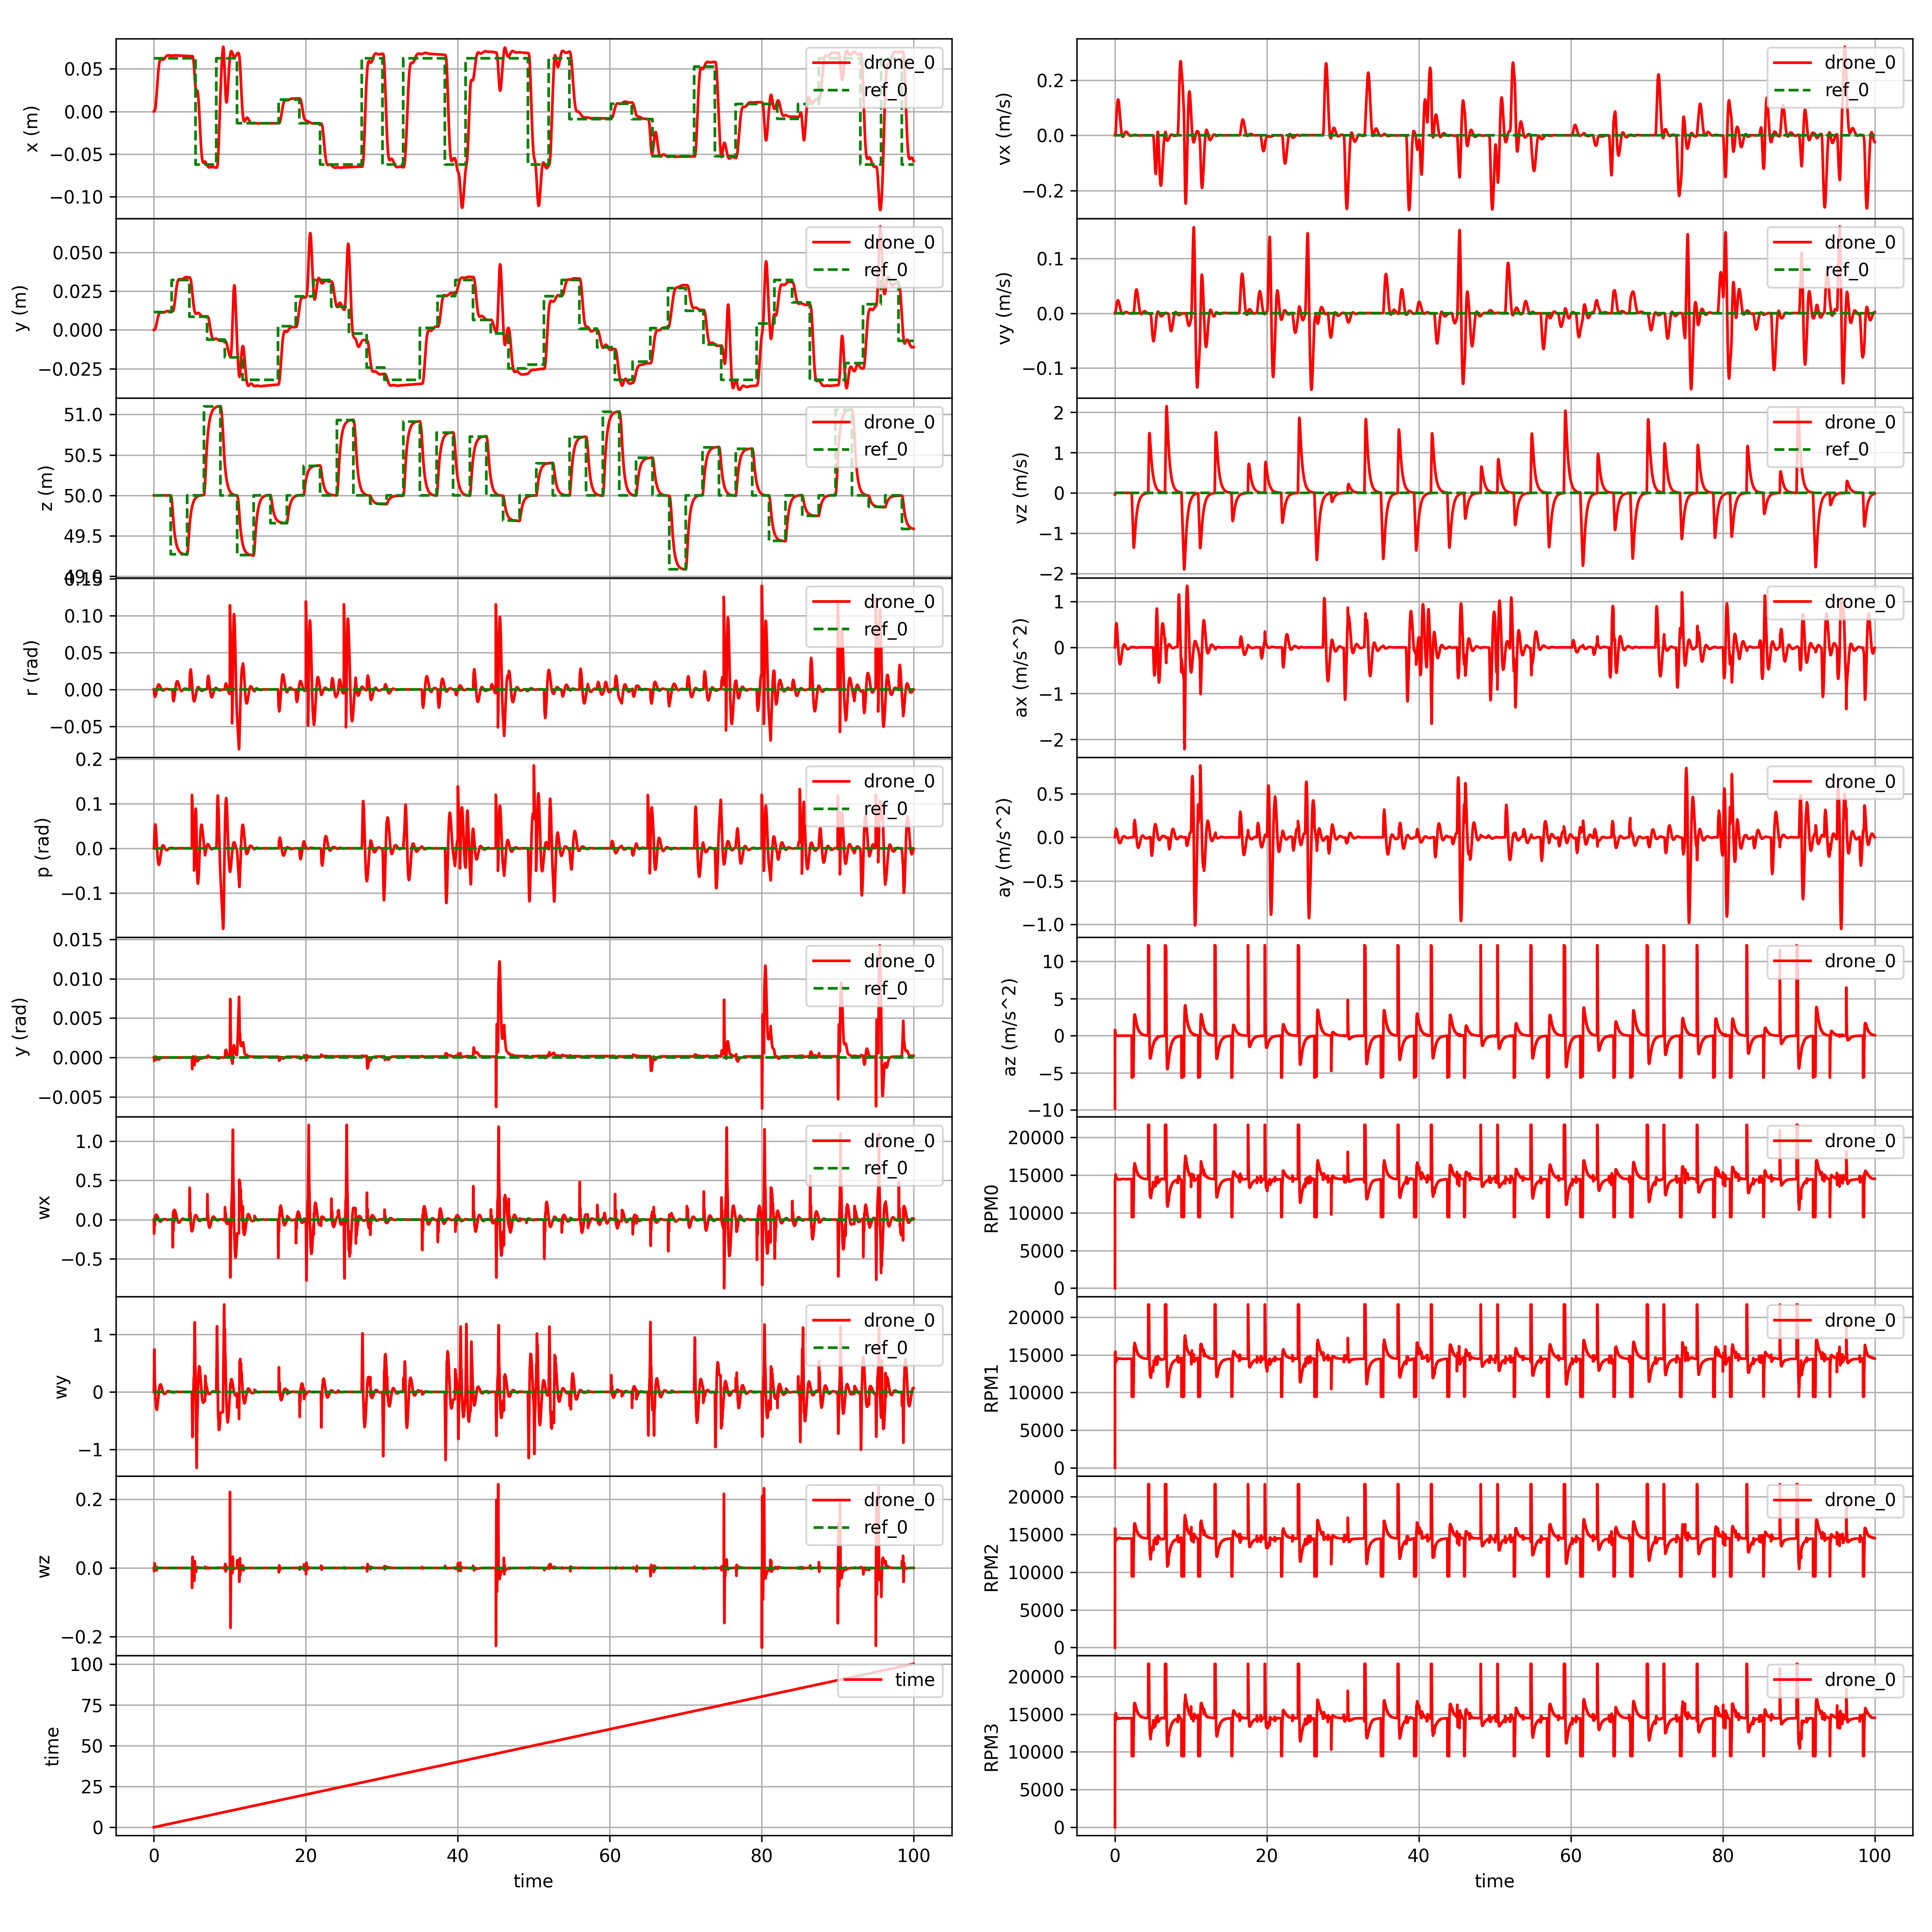 x (m)
0.05
0.00
−0.05
−0.10
drone_0
ref_0
y (m)
0.050
0.025
0.000
−0.025
drone_0
ref_0
z (m)
51.0
50.5
50.0
49.5
49.0
drone_0
ref_0
r (rad)
0.15
0.10
0.05
0.00
−0.05
drone_0
ref_0
p (rad)
0.2
0.1
0.0
−0.1
drone_0
ref_0
y (rad)
0.015
0.010
0.005
0.000
−0.005
drone_0
ref_0
wx
1.0
0.5
0.0
−0.5
drone_0
ref_0
wy
1
0
−1
drone_0
ref_0
wz
0.2
0.0
−0.2
drone_0
ref_0
time
100
75
50
25
0
time
0 20 40 60 80 100
time
vx (m/s)
0.2
0.0
−0.2
drone_0
ref_0
vy (m/s)
0.1
0.0
−0.1
drone_0
ref_0
vz (m/s)
2
1
0
−1
−2
drone_0
ref_0
ax (m/s^2)
1
0
−1
−2
drone_0
ay (m/s^2)
0.5
0.0
−0.5
−1.0
drone_0
az (m/s^2)
10
5
0
−5
−10
drone_0
RPM0
20000
15000
10000
5000
0
drone_0
RPM1
20000
15000
10000
5000
0
drone_0
RPM2
20000
15000
10000
5000
0
drone_0
RPM3
20000
15000
10000
5000
0
drone_0
0 20 40 60 80 100
time